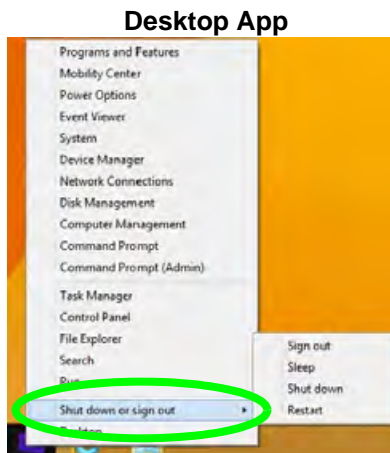 Desktop App
Programs and Features
Mobility Center
Power Options
Event Viewer
System
Device Manager
Network Connections
Disk Management
Computer Management
Command Prompt
Command Prompt (Admin)
Task Manager
Control Panel
File Explorer
Search
Run
Shut down or sign out
Desktop
Sign out
Sleep
Shut down
Restart